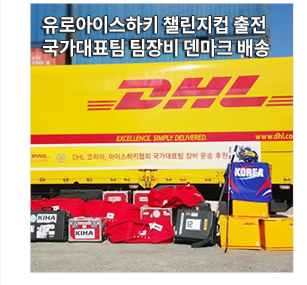 유로아이스하키 챌린지컵 출전
국가대표팀 팀장비 덴마크 배송
DHL
EXCELLENCE. SIMPLY DELIVERED.
www.dh
DHL 코리아, 아이스하키협회 국가대표팀 장비 운송 후원
KOREA
KIHA
KIHA
12